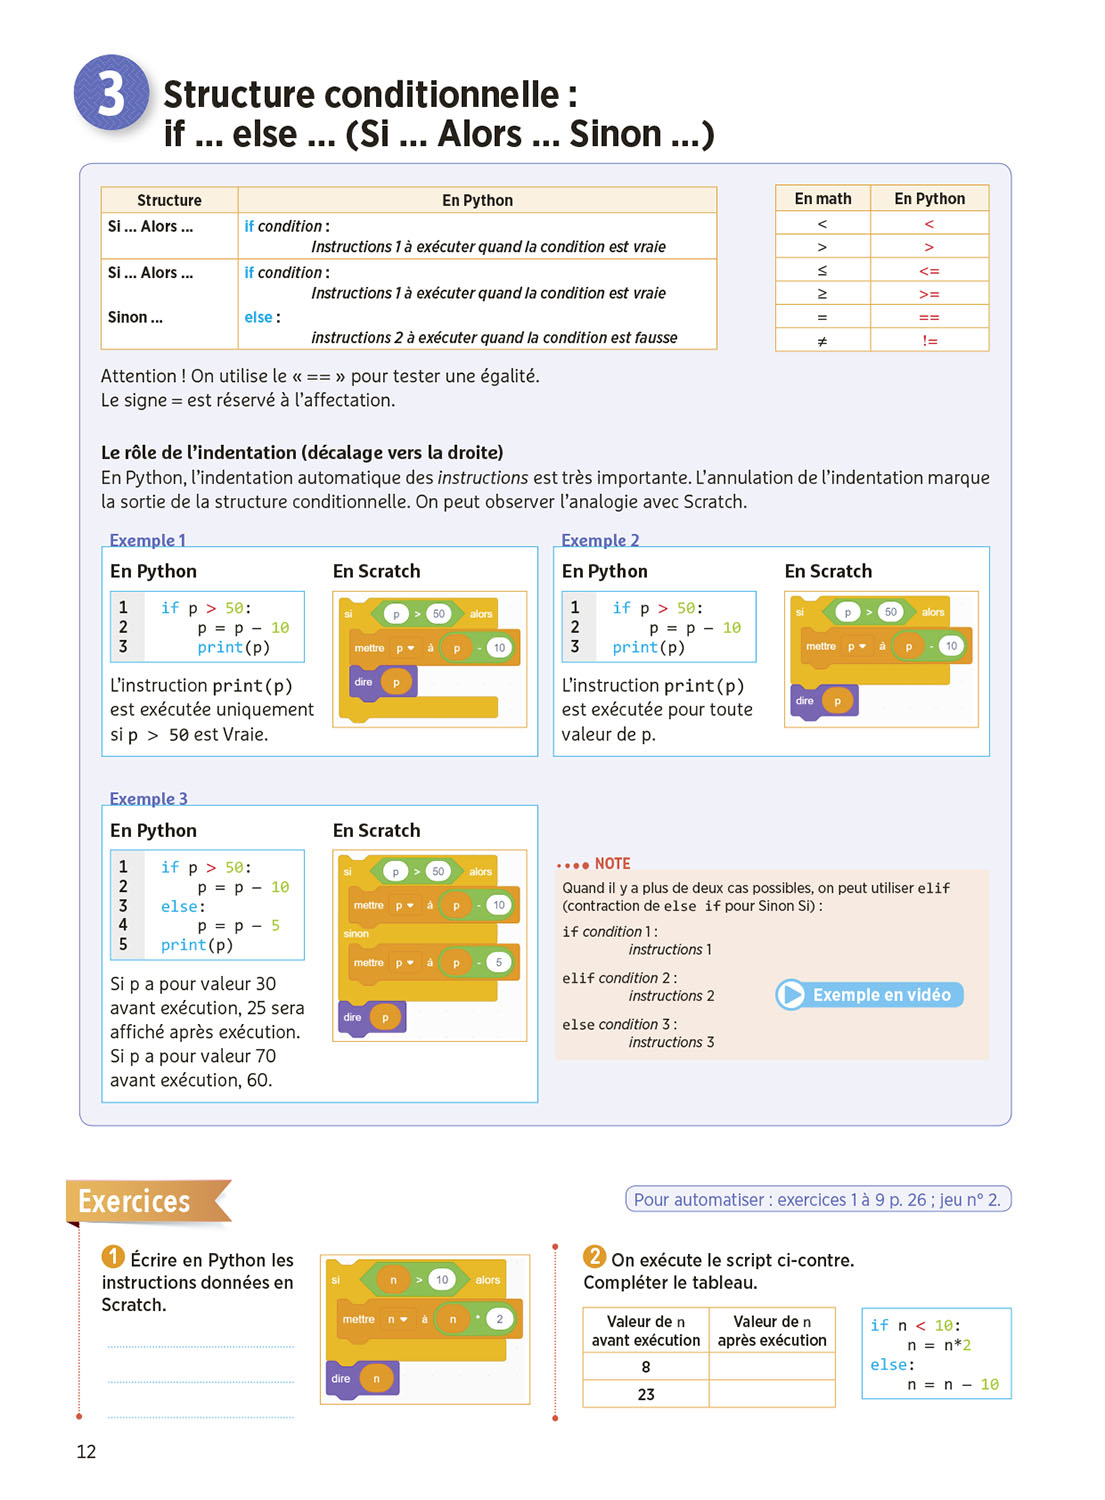 3
Structure conditionnelle :
if ... else ... (Si ... Alors ... Sinon ...)
Structure En Python
Si ... Alors ... if condition :
Instructions 1 à exécuter quand la condition est vraie
Si ... Alors ... if condition :
Instructions 1 à exécuter quand la condition est vraie
Sinon ... else :
instructions 2 à exécuter quand la condition est fausse
En math En Python
< <
> >
≤ <=
≥ >=
= ==
≠ !=
Attention ! On utilise le « == » pour tester une égalité.
Le signe = est réservé à l'affectation.
Le rôle de l'indentation (décalage vers la droite)
En Python, l'indentation automatique des instructions est très importante. L'annulation de l'indentation marque
la sortie de la structure conditionnelle. On peut observer l'analogie avec Scratch.
Exemple 1
En Python
1 if p > 50:
2 p = p – 10
3 print(p)
L'instruction print(p)
est exécutée uniquement
si p > 50 est Vraie.
En Scratch
si p > 50 alors
mettre p à p - 10
dire p
Exemple 2
En Python
1 if p > 50:
2 p = p – 10
3 print(p)
L'instruction print(p)
est exécutée pour toute
valeur de p.
En Scratch
si p > 50 alors
mettre p à p - 10
dire p
Exemple 3
En Python
1 if p > 50:
2 p = p – 10
3 else:
4 p = p – 5
5 print(p)
Si p a pour valeur 30
avant exécution, 25 sera
affiché après exécution.
Si p a pour valeur 70
avant exécution, 60.
En Scratch
si p > 50 alors
mettre p à p - 10
sinon
mettre p à p - 5
dire p
NOTE
Quand il y a plus de deux cas possibles, on peut utiliser elif
(contraction de else if pour Sinon Si) :
if condition 1 :
instructions 1
elif condition 2 :
instructions 2
else condition 3 :
instructions 3
Exemple en vidéo
Exercices
Pour automatiser : exercices 1 à 9 p. 26 ; jeu n° 2.
1 Écrire en Python les
instructions données en
Scratch.
si n > 10 alors
mettre n à n * 2
dire n
2 On exécute le script ci-contre.
Compléter le tableau.
Valeur de n Valeur de n
avant exécution après exécution
8
23
if n < 10:
n = n*2
else:
n = n – 10
12